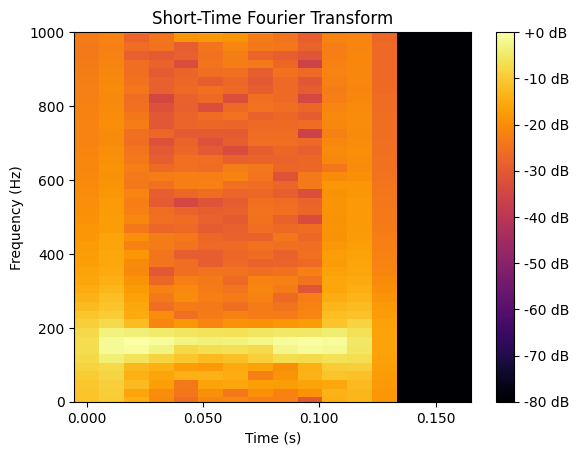 Short-Time Fourier Transform
1000
800
600
400
200
0
Frequency (Hz)
0.000
0.050
0.100
0.150
Time (s)
+0 dB
-10 dB
-20 dB
-30 dB
-40 dB
-50 dB
-60 dB
-70 dB
-80 dB